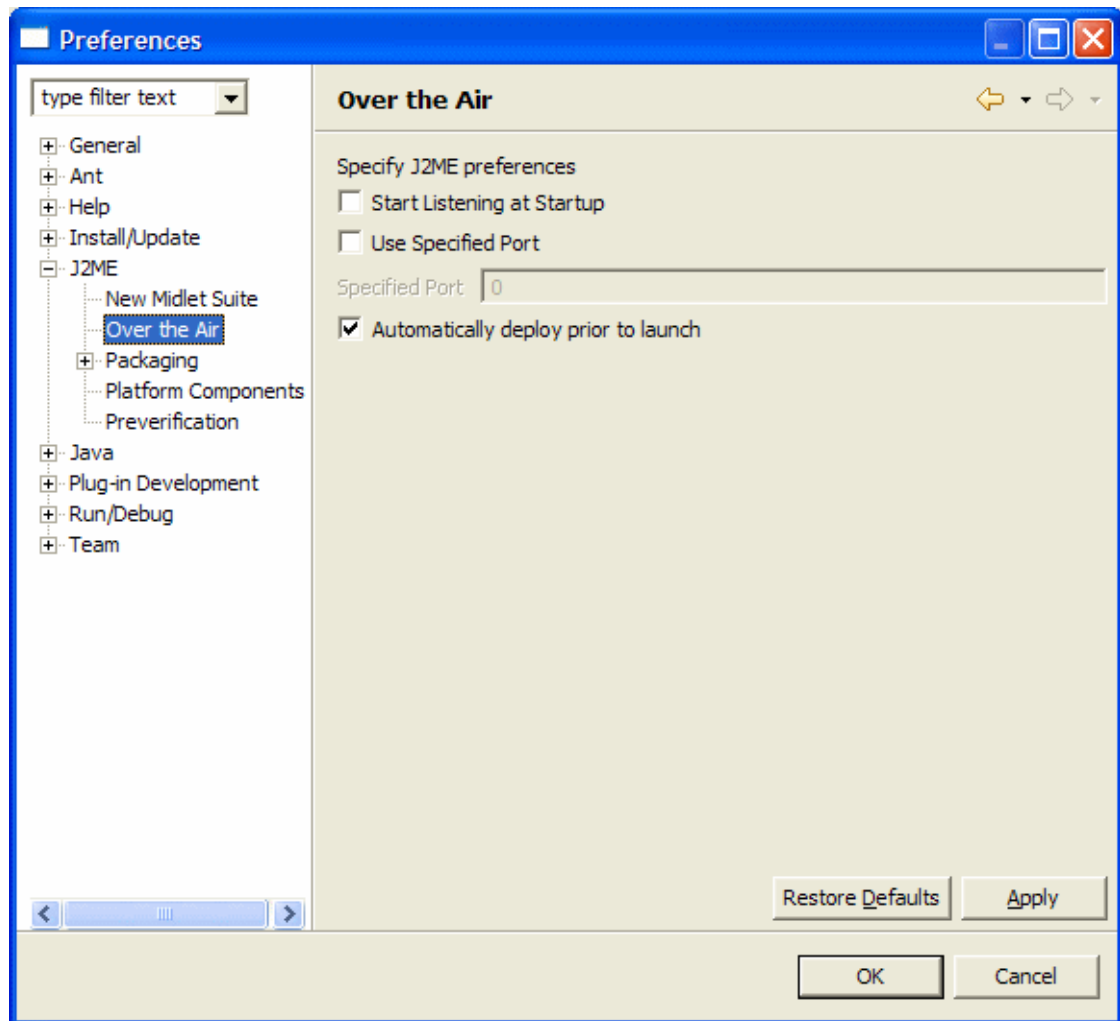 Preferences
type filter text
General
Ant
Help
Install/Update
J2ME
New Midlet Suite
Over the Air
Packaging
Platform Components
Preverification
Java
Plug-in Development
Run/Debug
Team
Over the Air
Specify J2ME preferences
Start Listening at Startup
Use Specified Port
Specified Port 0
Automatically deploy prior to launch
Restore Defaults Apply
OK Cancel